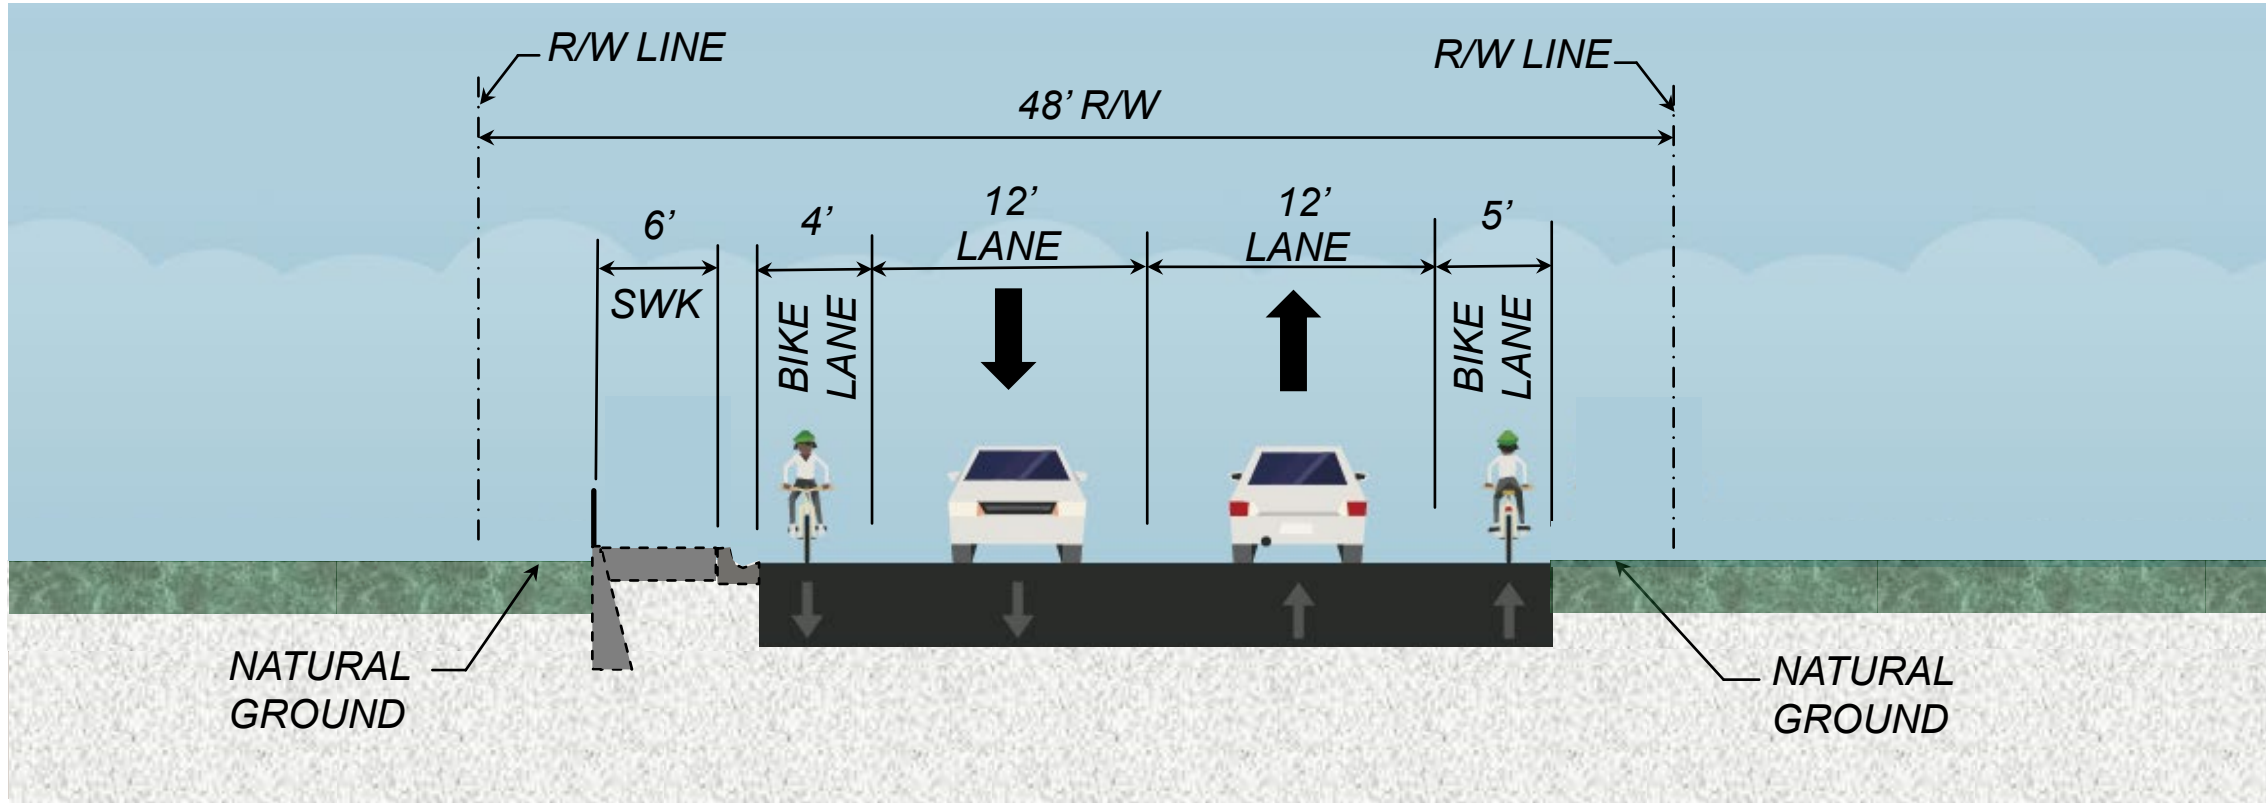 R/W LINE
R/W LINE
48’ R/W
6’
SWK
4’
BIKE
LANE
12’
LANE
12’
LANE
5’
BIKE
LANE
NATURAL
GROUND
NATURAL
GROUND